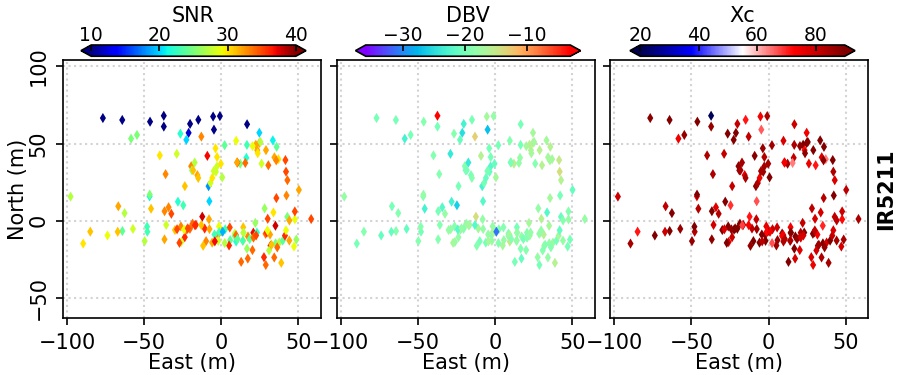 SNR DBV Xc
10 20 30 40 −30 −20 −10 20 40 60 80
100
50
0
−50
North (m)
IR5211
−100 −50 0 50 −100 −50 0 50 −100 −50 0 50
East (m) East (m) East (m)